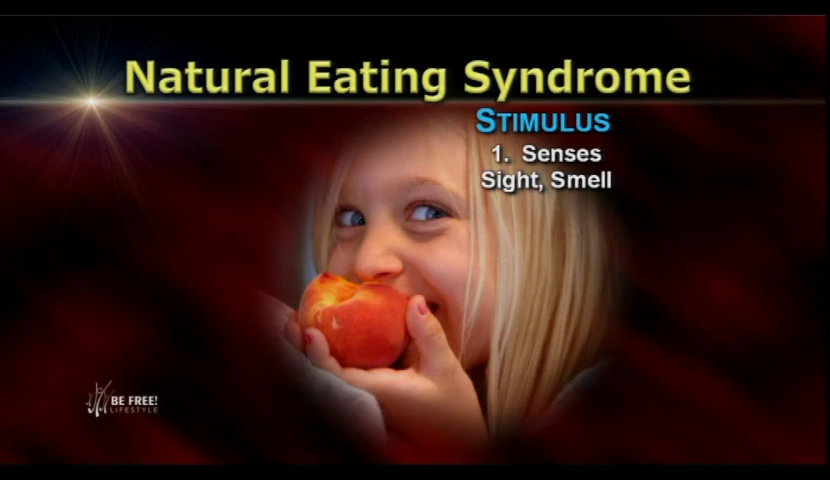 Natural Eating Syndrome
STIMULUS
1. Senses
Sight, Smell
BE FREE!
LIFESTYLE